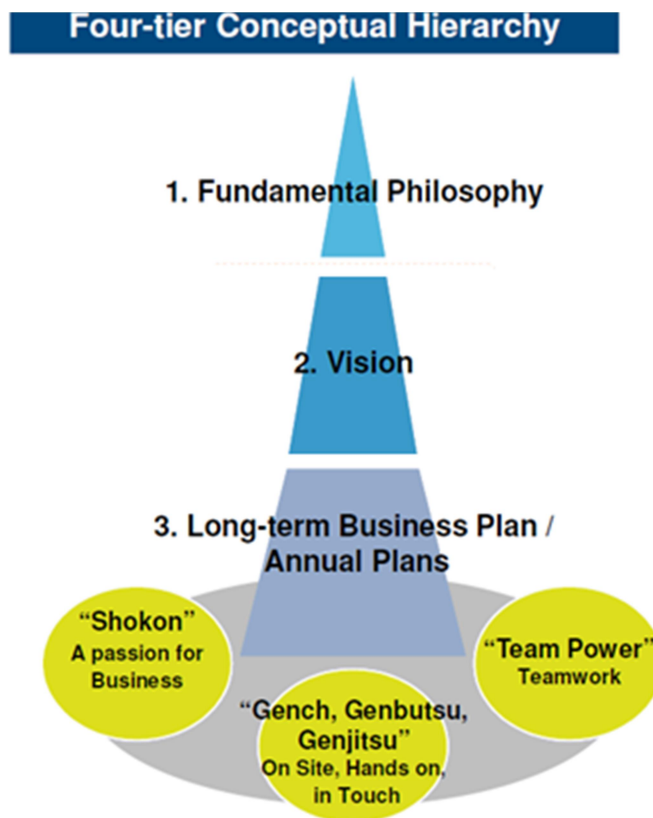 Four-tier Conceptual Hierarchy
1. Fundamental Philosophy
2. Vision
3. Long-term Business Plan /
Annual Plans
“Shokon”
A passion for
Business
“Gench, Genbutsu,
Genjitsu”
On Site, Hands on,
in Touch
“Team Power”
Teamwork